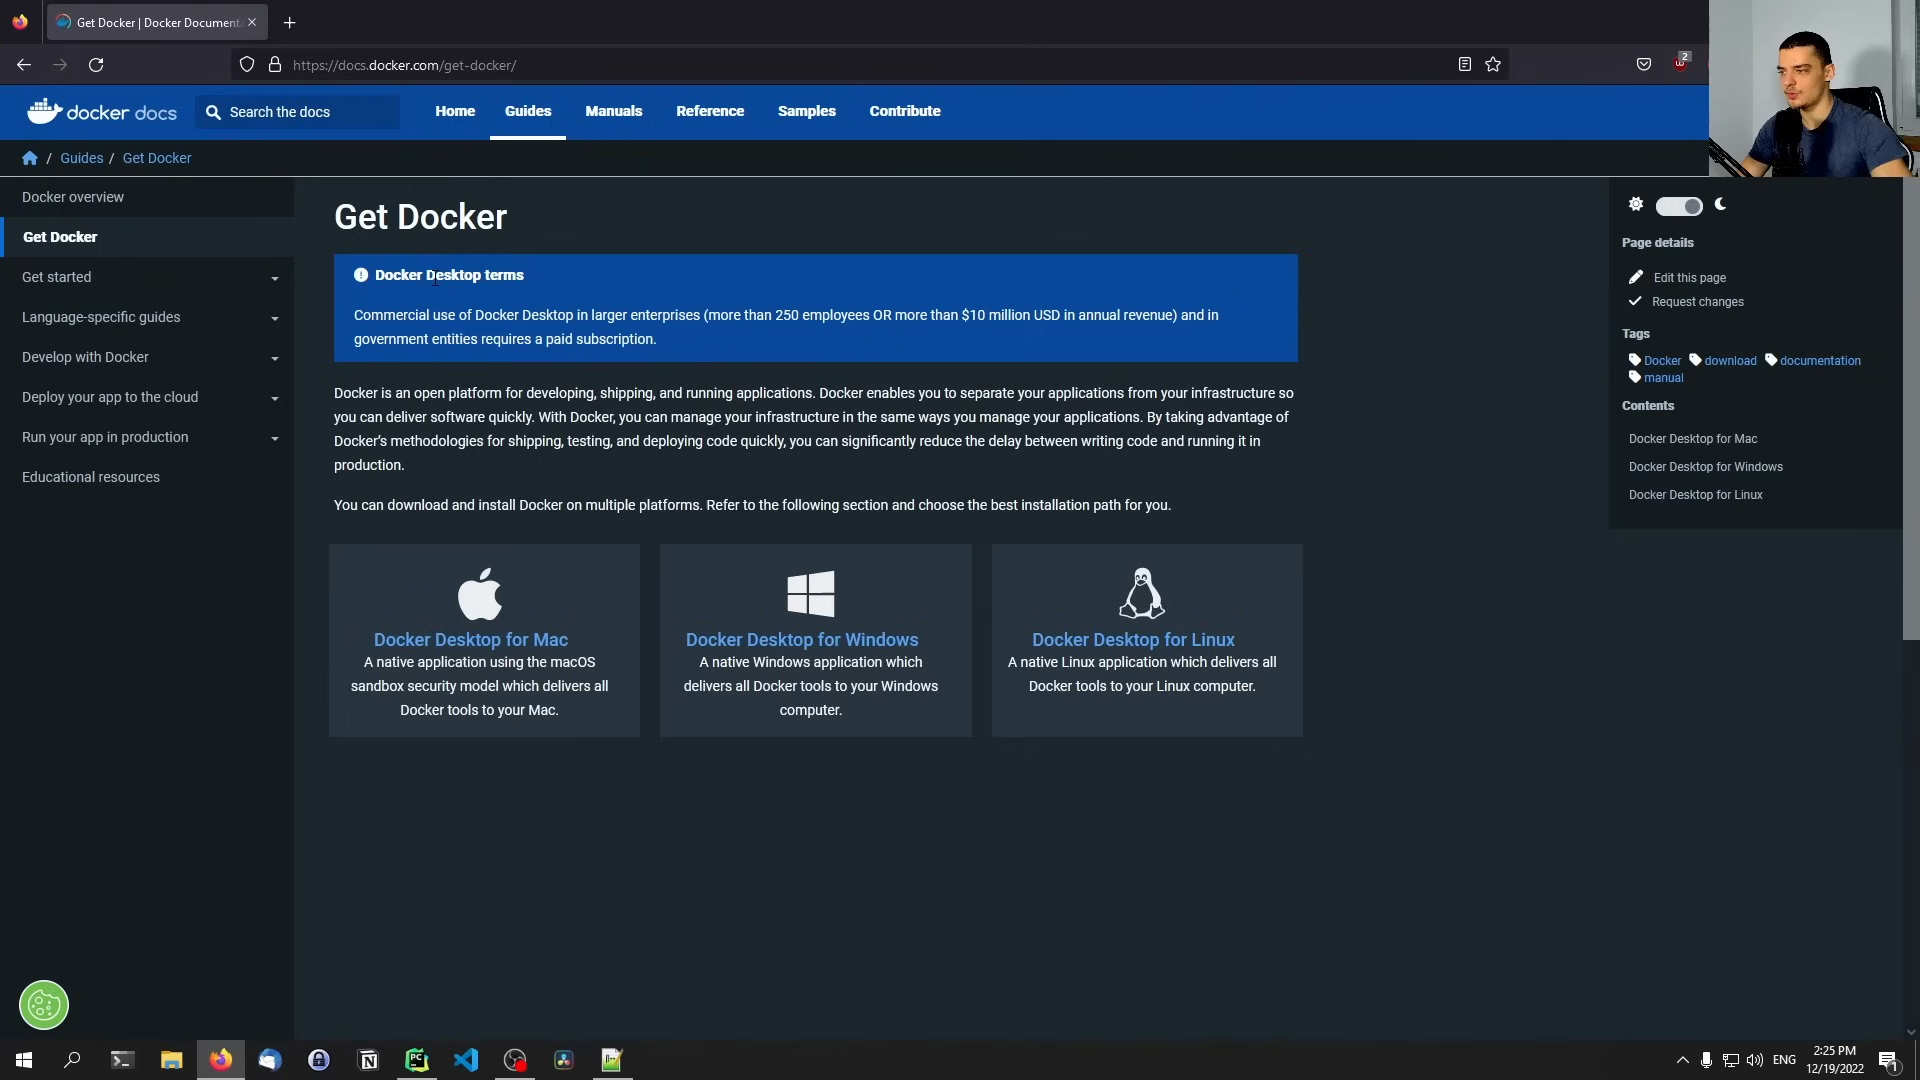 Get Docker | Docker Documenta
https://docs.docker.com/get-docker/
2
docker docs
Search the docs
Home
Guides
Manuals
Reference
Samples
Contribute
/ Guides / Get Docker
Docker overview
Get Docker
Get started
Language-specific guides
Develop with Docker
Deploy your app to the cloud
Run your app in production
Educational resources
Get Docker
Docker Desktop terms
Commercial use of Docker Desktop in larger enterprises (more than 250 employees OR more than $10 million USD in annual revenue) and in
government entities requires a paid subscription.
Docker is an open platform for developing, shipping, and running applications. Docker enables you to separate your applications from your infrastructure so
you can deliver software quickly. With Docker, you can manage your infrastructure in the same ways you manage your applications. By taking advantage of
Docker’s methodologies for shipping, testing, and deploying code quickly, you can significantly reduce the delay between writing code and running it in
production.
You can download and install Docker on multiple platforms. Refer to the following section and choose the best installation path for you.
Docker Desktop for Mac
A native application using the macOS
sandbox security model which delivers all
Docker tools to your Mac.
Docker Desktop for Windows
A native Windows application which
delivers all Docker tools to your Windows
computer.
Docker Desktop for Linux
A native Linux application which delivers all
Docker tools to your Linux computer.
Page details
Edit this page
Request changes
Tags
Docker download documentation
manual
Contents
Docker Desktop for Mac
Docker Desktop for Windows
Docker Desktop for Linux
PC
ENG
2:25 PM
12/19/2022
1